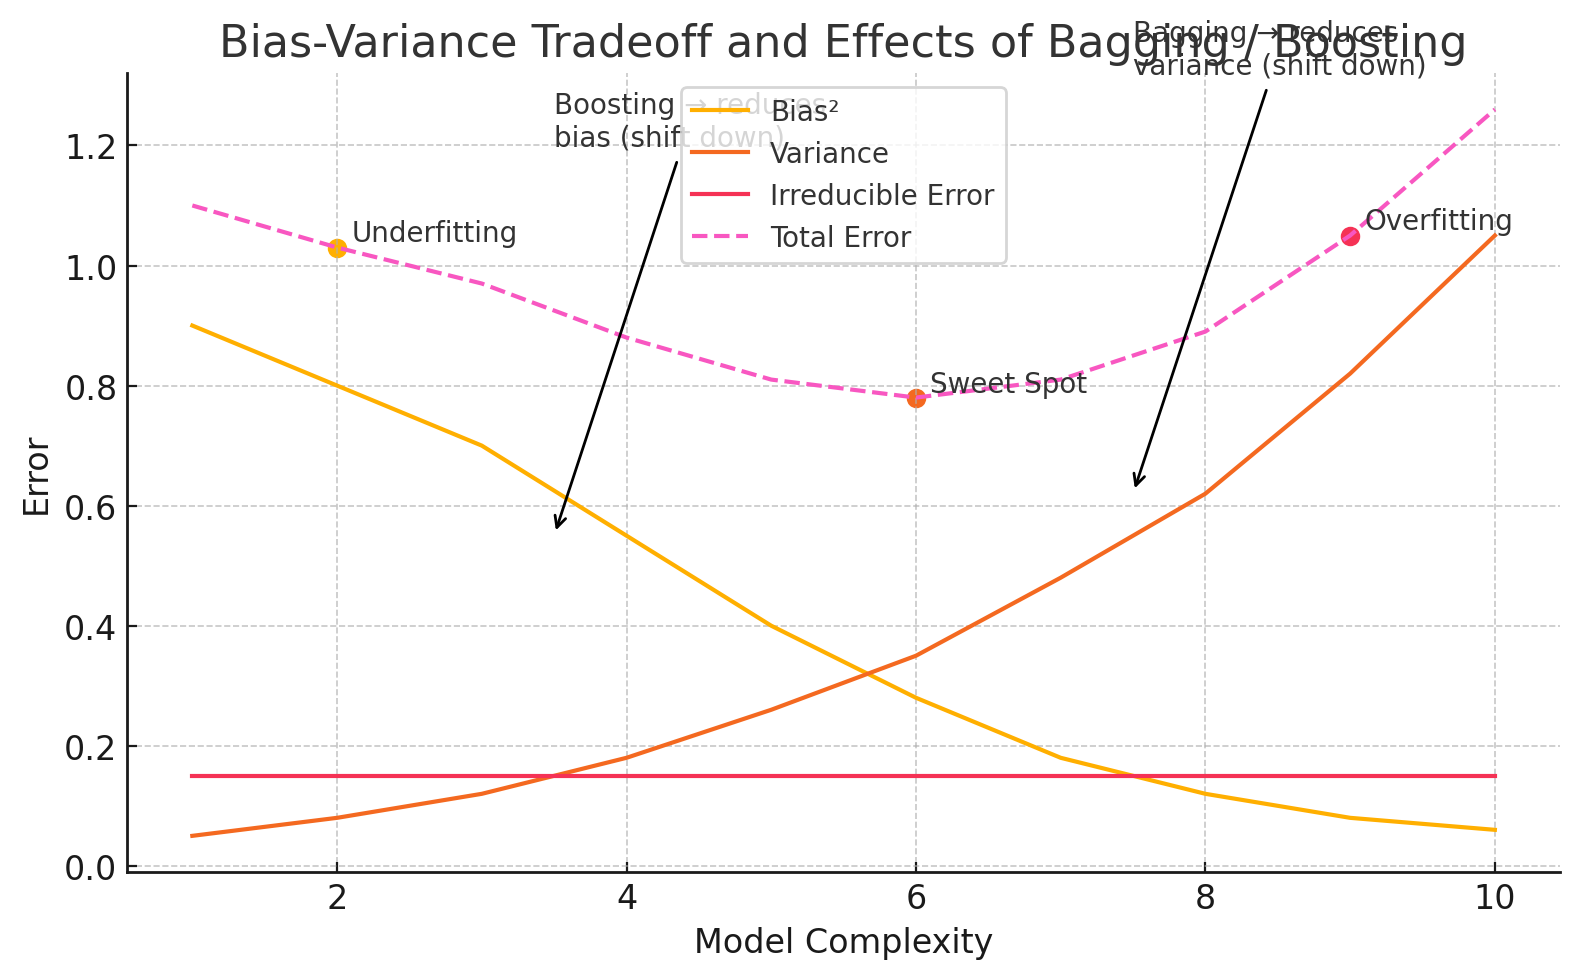 Bias-Variance Tradeoff and Effects of Bagging / Boosting
Bagging → reduces
variance (shift down)
Boosting → reduces
bias (shift down)
Bias²
Variance
Irreducible Error
Total Error
Underfitting
Overfitting
Sweet Spot
Error
1.2
1.0
0.8
0.6
0.4
0.2
0.0
2 4 6 8 10
Model Complexity